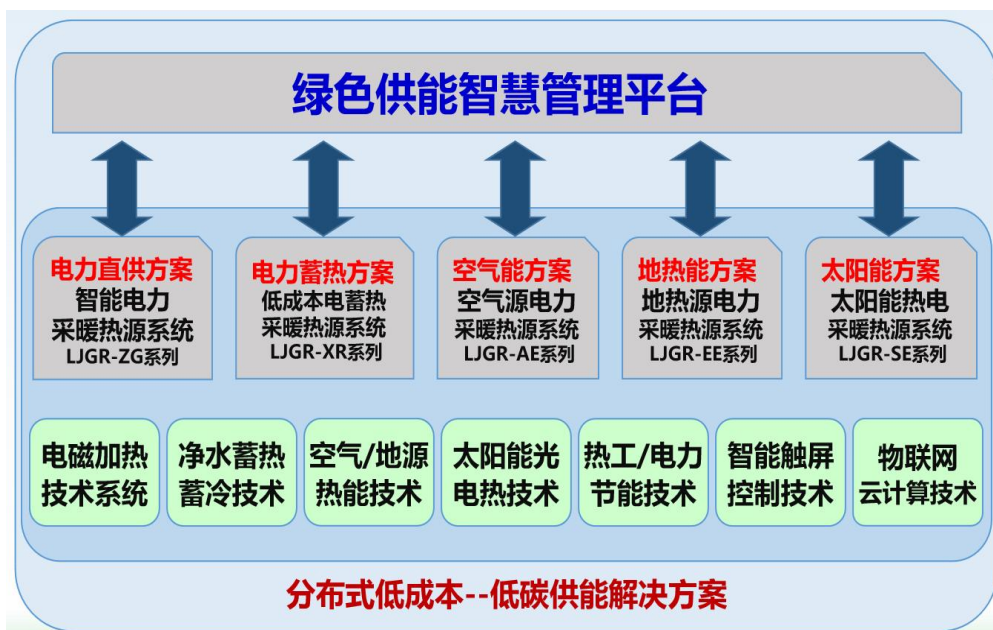 绿色供能智慧管理平台
电力直供方案
智能电力
采暖热源系统
LJGR-ZG系列
电力蓄热方案
低成本电蓄热
采暖热源系统
LJGR-XR系列
空气能方案
空气源电力
采暖热源系统
LJGR-AE系列
地热能方案
地热源电力
采暖热源系统
LJGR-EE系列
太阳能方案
太阳能热电
采暖热源系统
LJGR-SE系列
电磁加热
技术系统
净水蓄热
蓄冷技术
空气/地源
热能技术
太阳能光
电热技术
热工/电力
节能技术
智能触屏
控制技术
物联网
云计算技术
分布式低成本--低碳供能解决方案